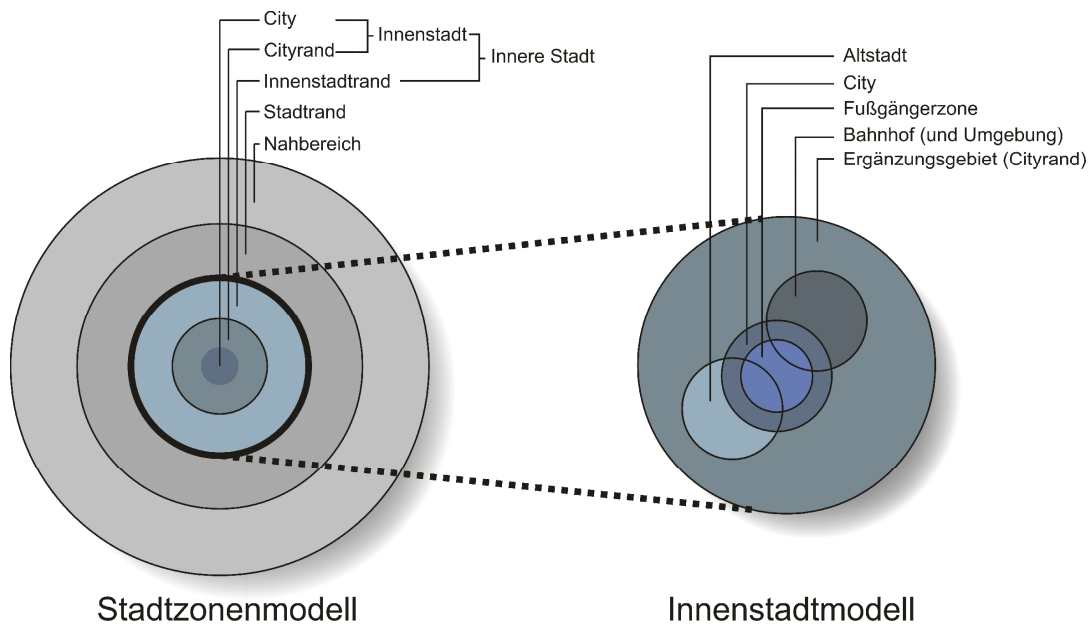 City
Innenstadt
Cityrand
Innere Stadt
Innenstadtrand
Stadtrand
Nahbereich
Altstadt
City
Fußgängerzone
Bahnhof (und Umgebung)
Ergänzungsgebiet (Cityrand)
Stadtzonenmodell
Innenstadtmodell